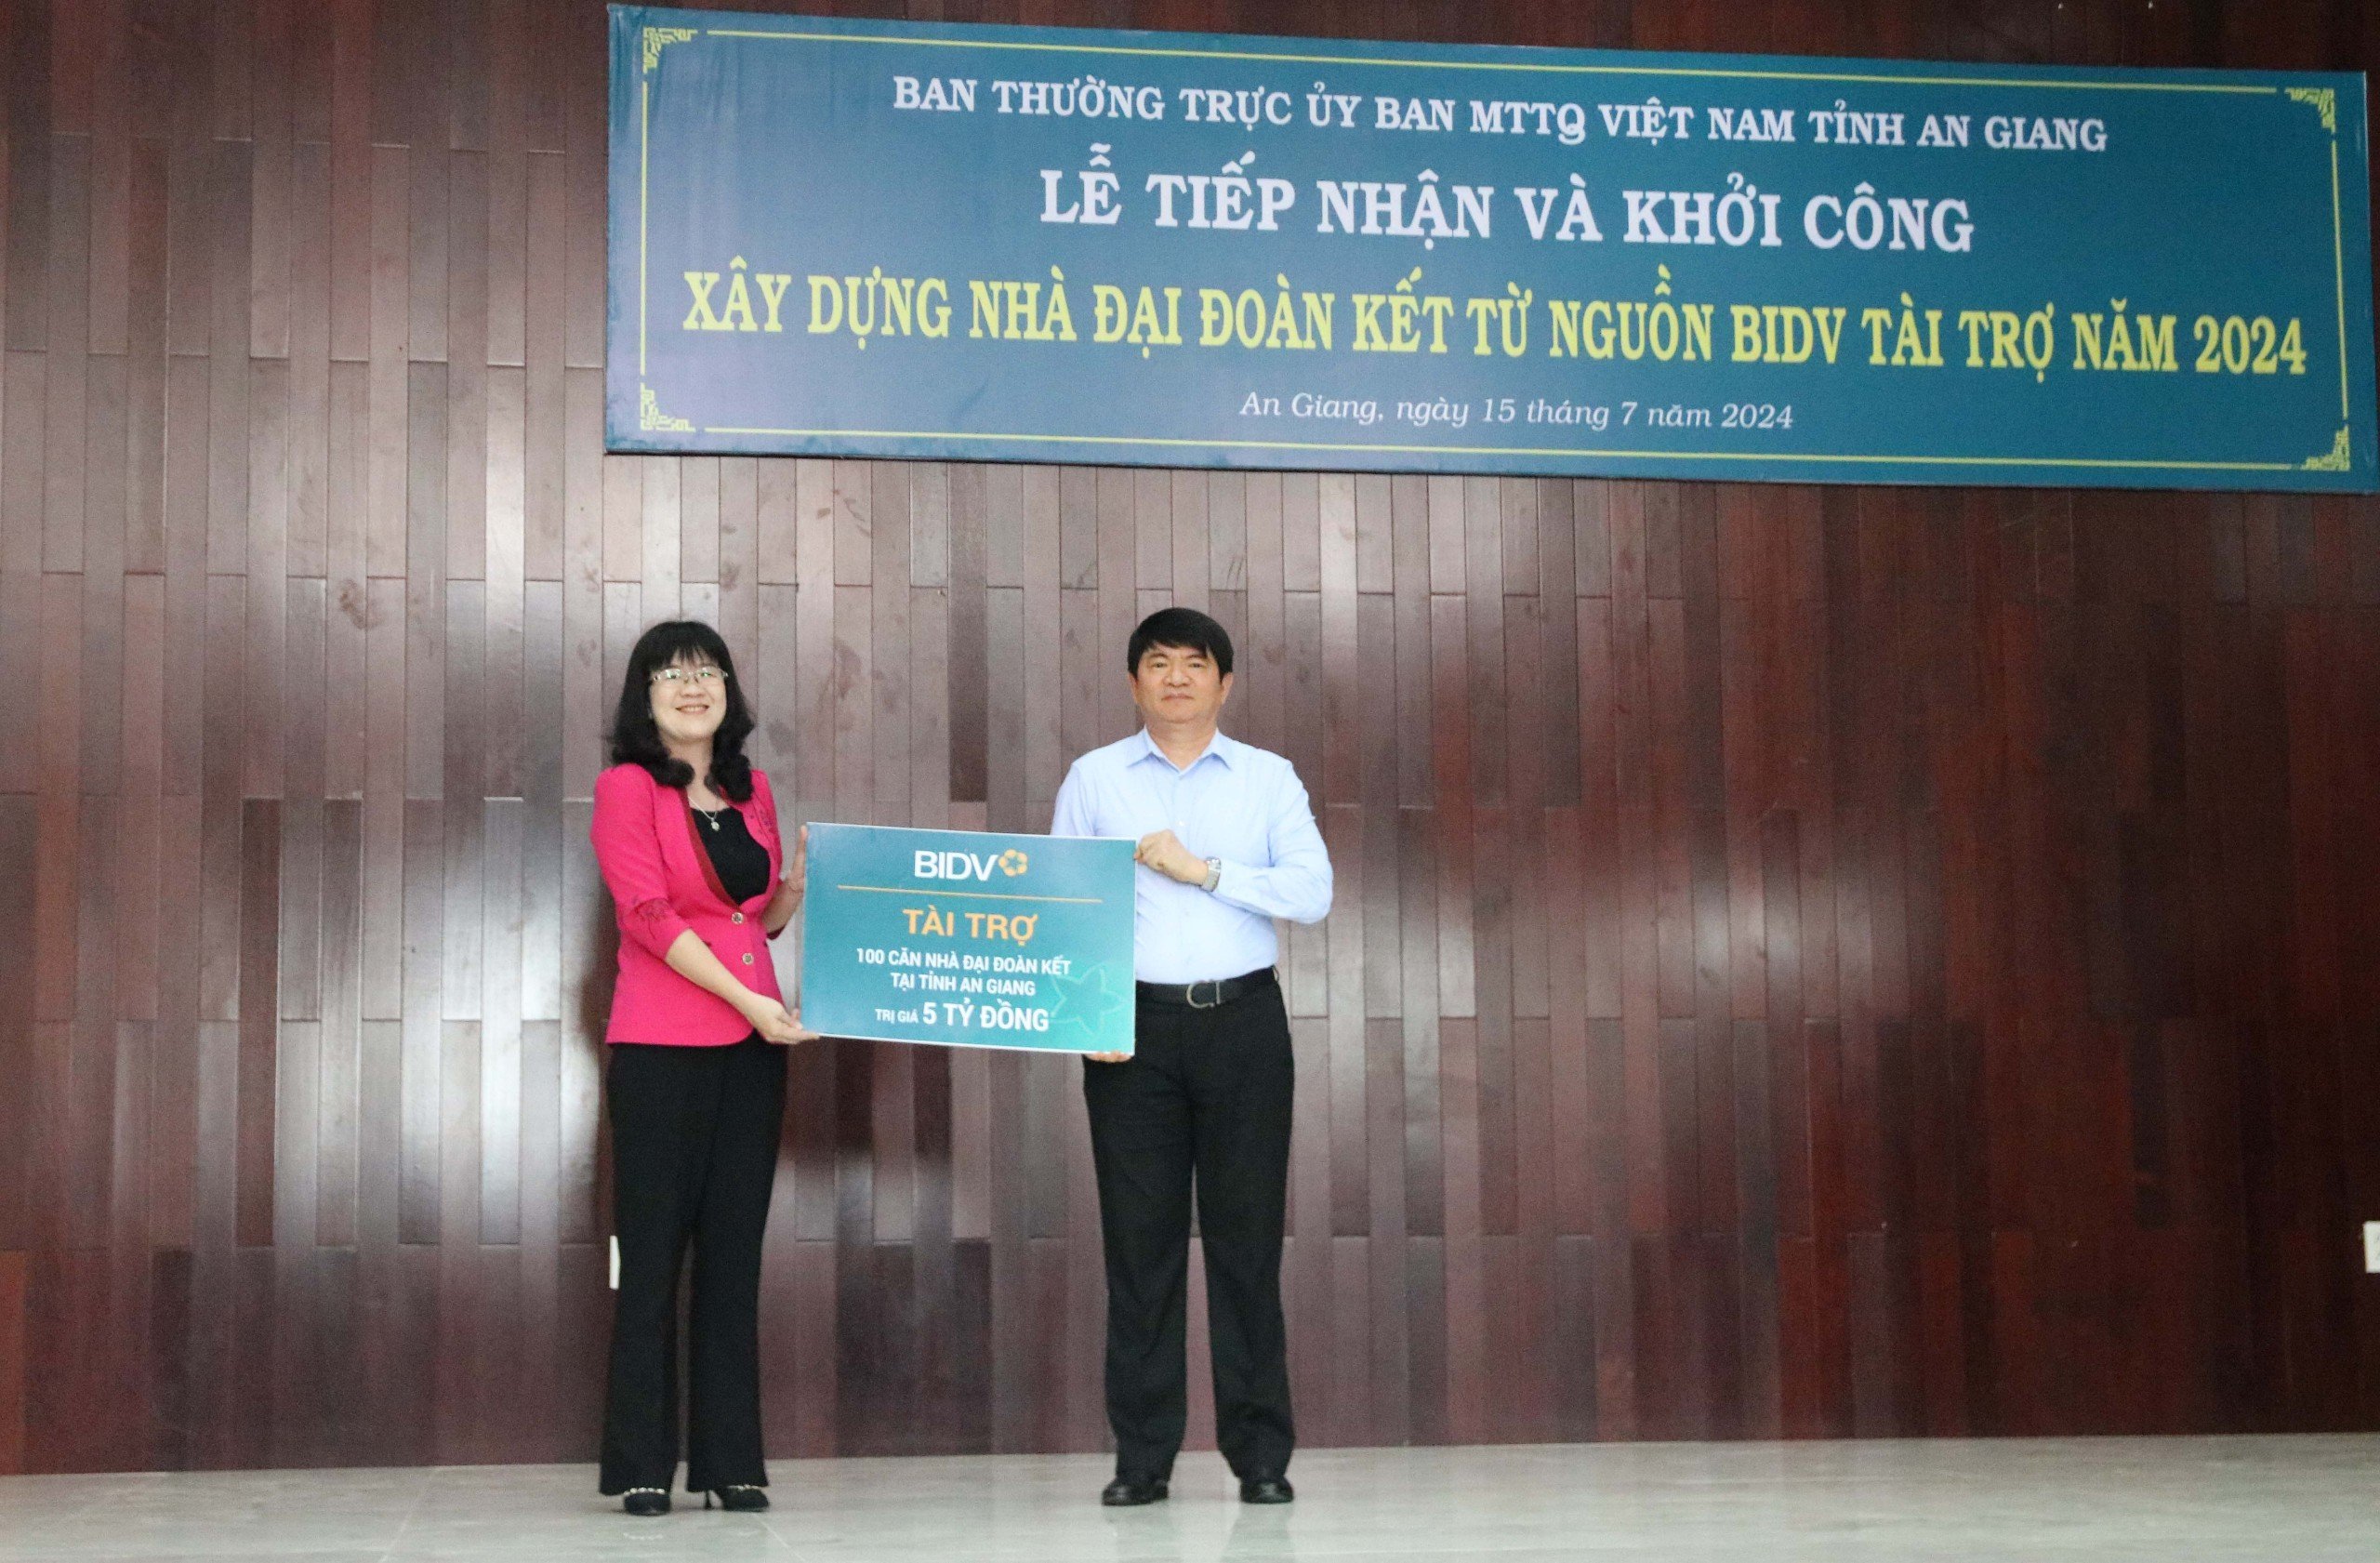 BAN THƯỜNG TRỰC ỦY BAN MTTQ VIỆT NAM TỈNH AN GIANG
LỄ TIẾP NHẬN VÀ KHỞI CÔNG
XÂY DỰNG NHÀ ĐẠI ĐOÀN KẾT TỪ NGUỒN BIDV TÀI TRỢ NĂM 2024
An Giang, ngày 15 tháng 7 năm 2024
BIDV
TÀI TRỢ
100 CĂN NHÀ ĐẠI ĐOÀN KẾT
TẠI TỈNH AN GIANG
TRỊ GIÁ 5 TỶ ĐỒNG